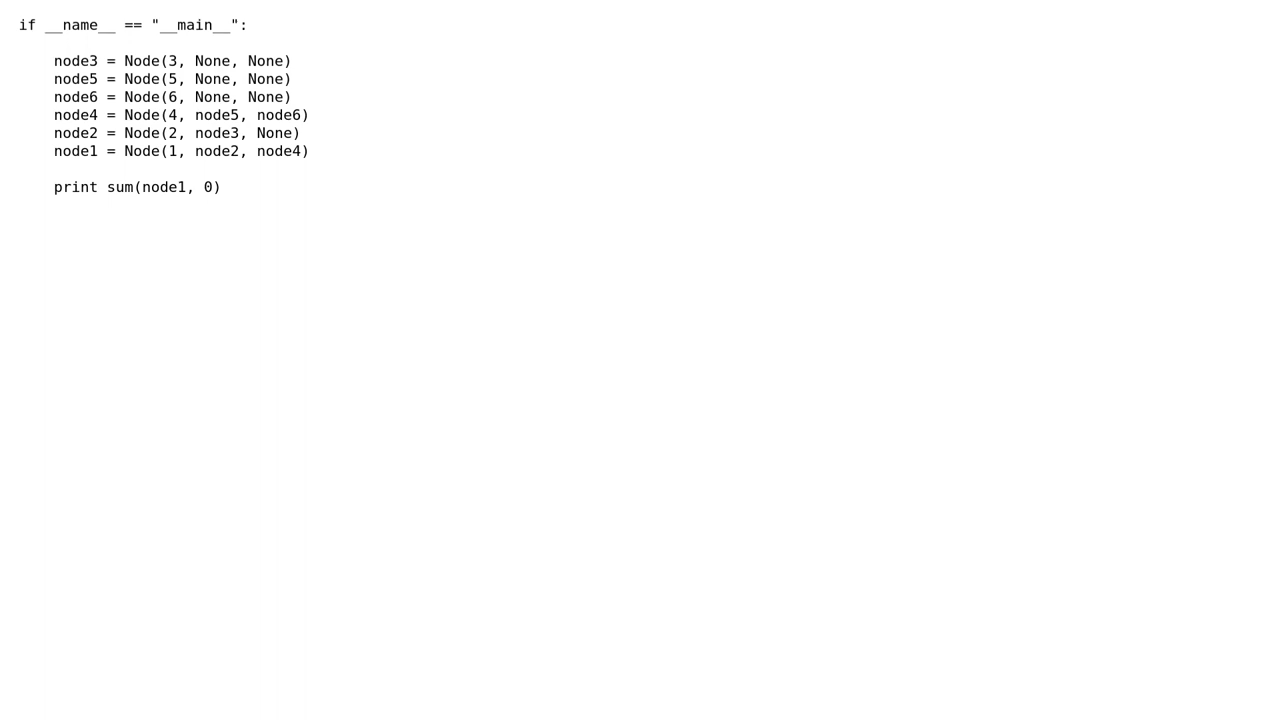 if __name__ == "__main__":
node3 = Node(3, None, None)
node5 = Node(5, None, None)
node6 = Node(6, None, None)
node4 = Node(4, node5, node6)
node2 = Node(2, node3, None)
node1 = Node(1, node2, node4)
print sum(node1, 0)